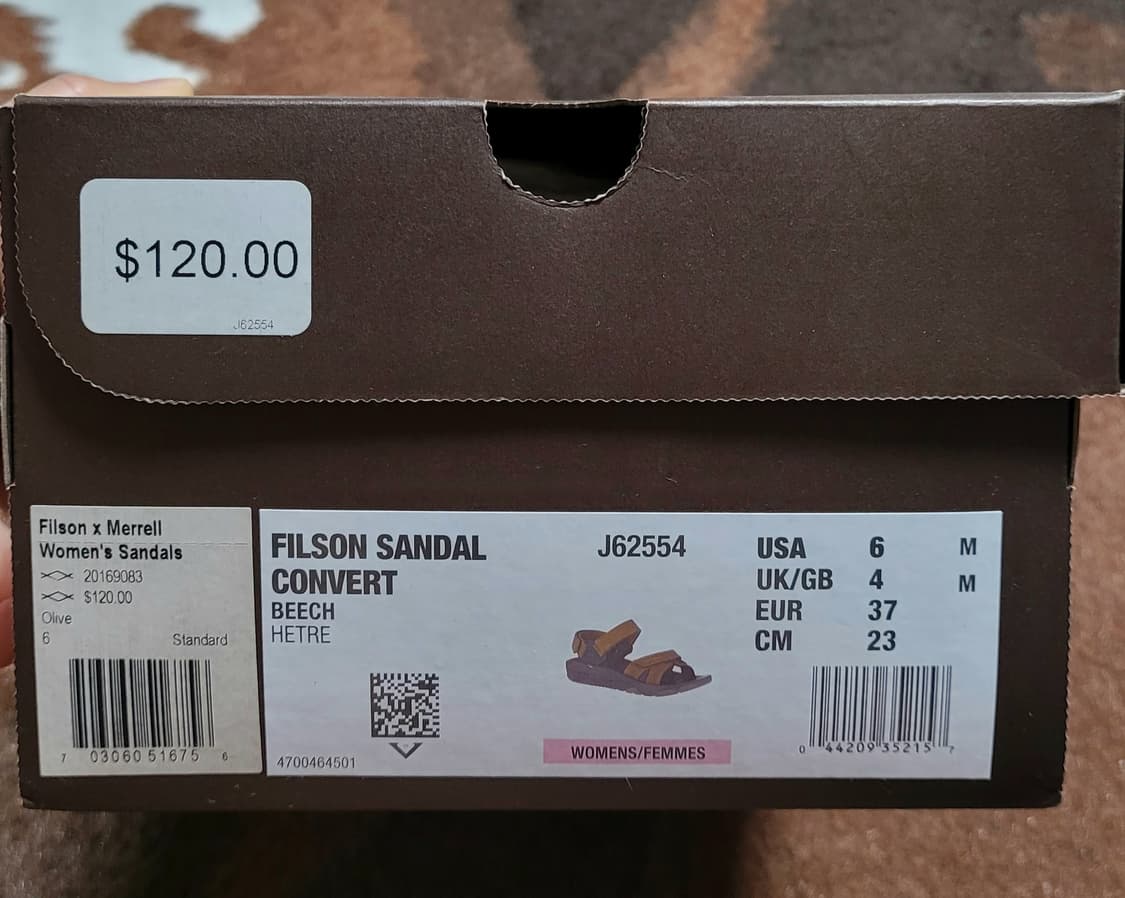 $120.00
J62554
Filson x Merrell
Women's Sandals
20169083
$120.00
Olive
6 Standard
7 03060 51675 6
FILSON SANDAL
CONVERT
BEECH
HETRE
4700464501
J62554
WOMENS/FEMMES
USA 6 M
UK/GB 4 M
EUR 37
CM 23
0 44209 35215 7